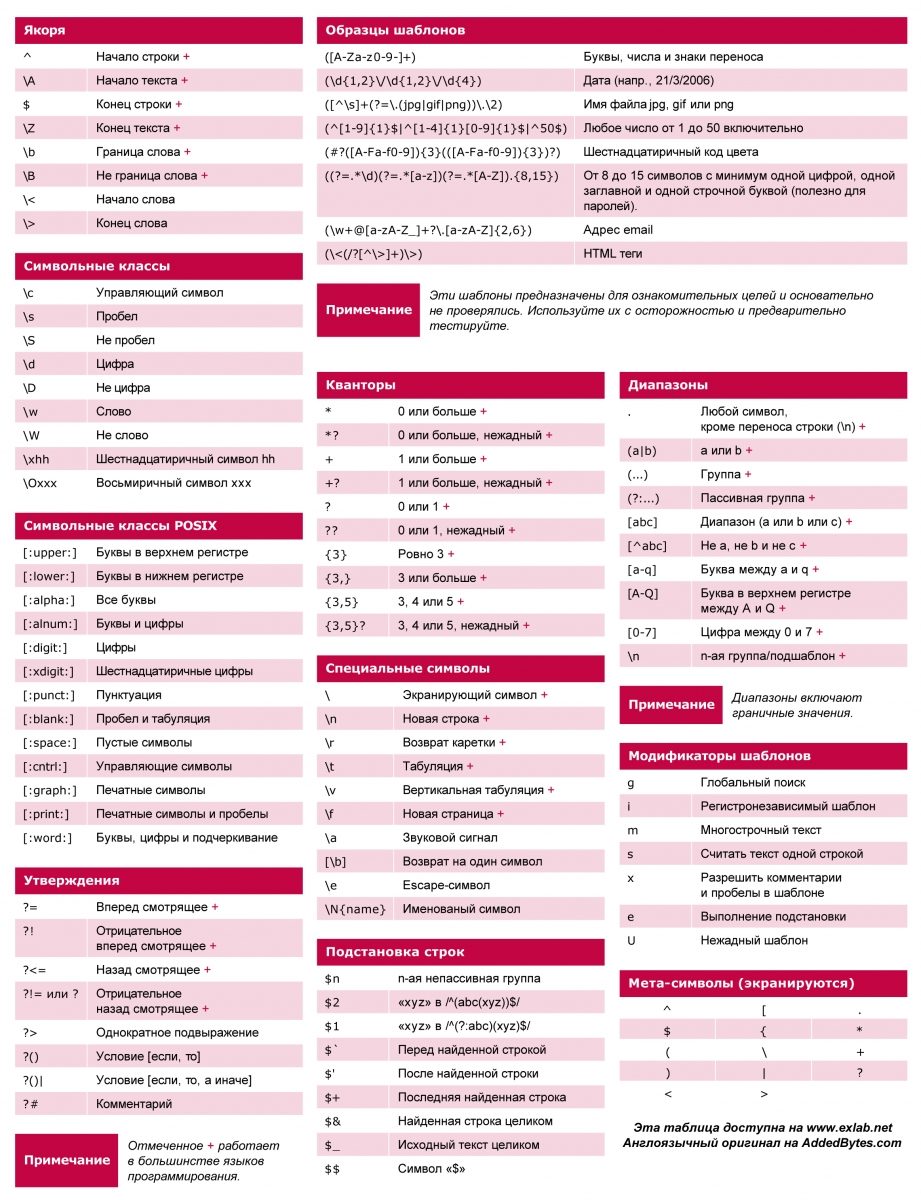 Якоря
^ Начало строки +
\A Начало текста +
$ Конец строки +
\Z Конец текста +
\b Граница слова +
\B Не граница слова +
\< Начало слова
\> Конец слова
Символьные классы
\c Управляющий символ
\s Пробел
\S Не пробел
\d Цифра
\D Не цифра
\w Слово
\W Не слово
\xhh Шестнадцатиричный символ hh
\Oxxx Восьмиричный символ xxx
Символьные классы POSIX
[:upper:] Буквы в верхнем регистре
[:lower:] Буквы в нижнем регистре
[:alpha:] Все буквы
[:alnum:] Буквы и цифры
[:digit:] Цифры
[:xdigit:] Шестнадцатиричные цифры
[:punct:] Пунктуация
[:blank:] Пробел и табуляция
[:space:] Пустые символы
[:cntrl:] Управляющие символы
[:graph:] Печатные символы
[:print:] Печатные символы и пробелы
[:word:] Буквы, цифры и подчеркивание
Утверждения
?= Вперед смотрящее +
?! Отрицательное
вперед смотрящее +
?<= Назад смотрящее +
?!= или ? Отрицательное
назад смотрящее +
?> Однократное подвыражение
?() Условие [если, то]
?()| Условие [если, то, а иначе]
?# Комментарий
Примечание
Отмеченное + работает
в большинстве языков
программирования.
Образцы шаблонов
([A-Za-z0-9-]+) Буквы, числа и знаки переноса
(\d{1,2}\/\d{1,2}\/\d{4}) Дата (напр., 21/3/2006)
([^\s]+(?=\.(jpg|gif|png))\.\2) Имя файла jpg, gif или png
(^[1-9]{1}$|^[1-4]{1}[0-9]{1}$|^50$) Любое число от 1 до 50 включительно
(#?([A-Fa-f0-9]){3}(([A-Fa-f0-9]){3})?) Шестнадцатиричный код цвета
((?=.*\d)(?=.*[a-z])(?=.*[A-Z]).{8,15}) От 8 до 15 символов с минимум одной цифрой, одной
заглавной и одной строчной буквой (полезно для
паролей).
(\w+@[a-zA-Z_]+?\.[a-zA-Z]{2,6}) Адрес email
(\<(/?[^\>]+)\>) HTML теги
Примечание
Эти шаблоны предназначены для ознакомительных целей и основательно
не проверялись. Используйте их с осторожностью и предварительно
тестируйте.
Кванторы
* 0 или больше +
*? 0 или больше, нежадный +
+ 1 или больше +
+? 1 или больше, нежадный +
? 0 или 1 +
?? 0 или 1, нежадный +
{3} Ровно 3 +
{3,} 3 или больше +
{3,5} 3, 4 или 5 +
{3,5}? 3, 4 или 5, нежадный +
Специальные символы
\ Экранирующий символ +
\n Новая строка +
\r Возврат каретки +
\t Табуляция +
\v Вертикальная табуляция +
\f Новая страница +
\a Звуковой сигнал
[\b] Возврат на один символ
\e Escape-символ
\N{name} Именованый символ
Подстановка строк
$n n-ая непассивная группа
$2 «xyz» в /^(abc(xyz))$/
$1 «xyz» в /^(?:abc)(xyz)$/
$` Перед найденной строкой
$' После найденной строки
$+ Последняя найденная строка
$& Найденная строка целиком
$_ Исходный текст целиком
$$ Символ «$»
Диапазоны
. Любой символ,
кроме переноса строки (\n) +
(a|b) a или b +
(...) Группа +
(?:...) Пассивная группа +
[abc] Диапазон (a или b или c) +
[^abc] Не a, не b и не c +
[a-q] Буква между a и q +
[A-Q] Буква в верхнем регистре
между A и Q +
[0-7] Цифра между 0 и 7 +
\n n-ая группа/подшаблон +
Примечание
Диапазоны включают
граничные значения.
Модификаторы шаблонов
g Глобальный поиск
i Регистронезависимый шаблон
m Многострочный текст
s Считать текст одной строкой
x Разрешить комментарии
и пробелы в шаблоне
e Выполнение подстановки
U Нежадный шаблон
Мета-символы (экранируются)
^ [ .
$ { *
( \ +
) | ?
< >
Эта таблица доступна на www.exlab.net
Англоязычный оригинал на AddedBytes.com